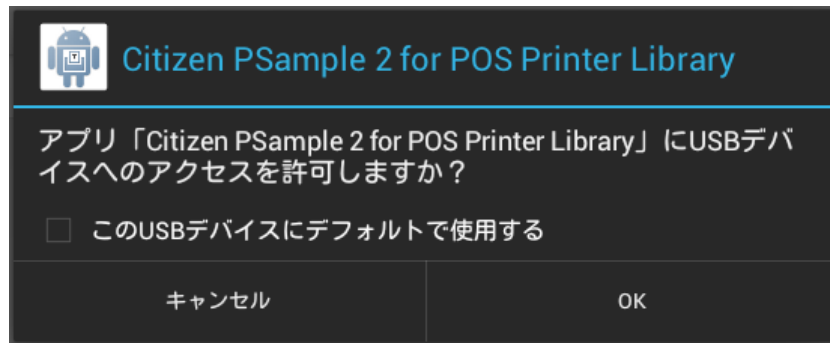 Citizen PSample 2 for POS Printer Library
アプリ「Citizen PSample 2 for POS Printer Library」にUSBデバ
イスへのアクセスを許可しますか？
このUSBデバイスにデフォルトで使用する
キャンセル
OK